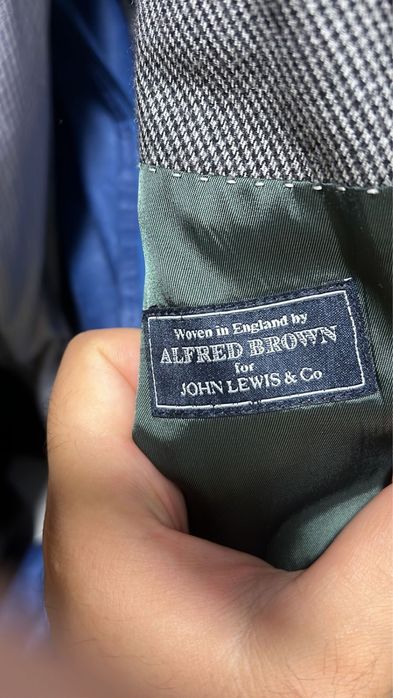 Woven in England by
ALFRED BROWN
for
JOHN LEWIS & Co